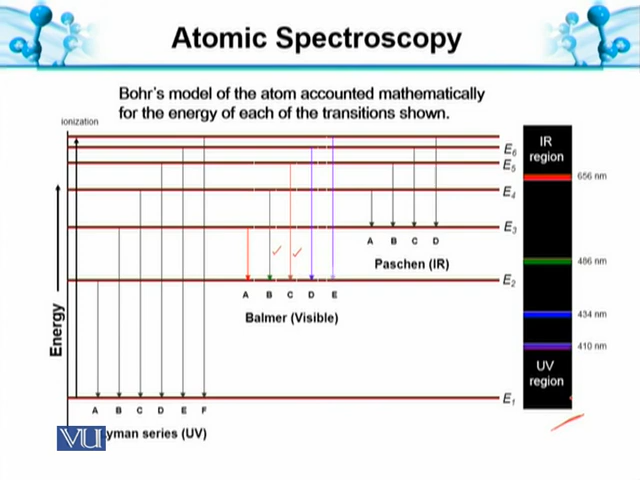 Atomic Spectroscopy
Bohr's model of the atom accounted mathematically
for the energy of each of the transitions shown.
ionization
E6
E5
E4
E3
E2
E1
IR
region
656 nm
486 nm
434 nm
410 nm
UV
region
A B C D
Paschen (IR)
A B C D E
Balmer (Visible)
Energy
A B C D E F
VU yman series (UV)